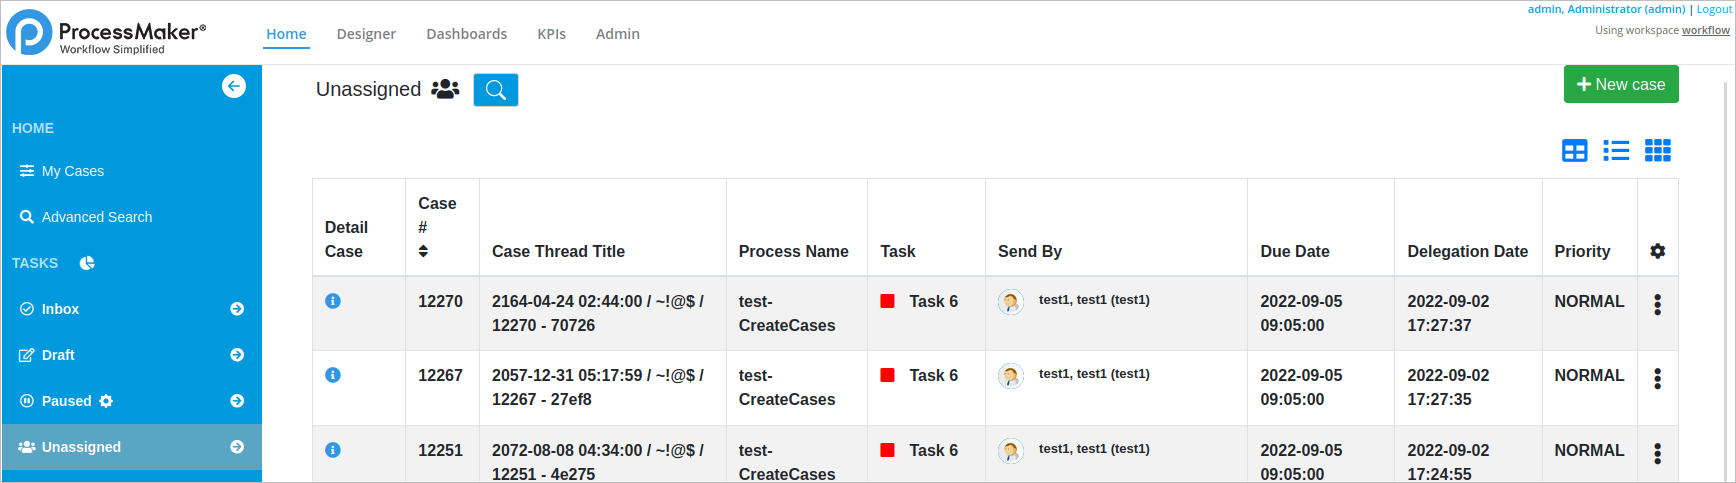 admin, Administrator (admin) | Logout
Using workspace workflow
ProcessMaker®
Workflow Simplified
Home Designer Dashboards KPIs Admin
HOME
My Cases
Advanced Search
TASKS
Inbox
Draft
Paused
Unassigned
Unassigned
New case
Detail Case
Case #
Case Thread Title
Process Name
Task
Send By
Due Date
Delegation Date
Priority
12270
2164-04-24 02:44:00 / ~!@$ /
12270 - 70726
test-
CreateCases
Task 6
test1, test1 (test1)
2022-09-05
09:05:00
2022-09-02
17:27:37
NORMAL
12267
2057-12-31 05:17:59 / ~!@$ /
12267 - 27ef8
test-
CreateCases
Task 6
test1, test1 (test1)
2022-09-05
09:05:00
2022-09-02
17:27:35
NORMAL
12251
2072-08-08 04:34:00 / ~!@$ /
12251 - 4e275
test-
CreateCases
Task 6
test1, test1 (test1)
2022-09-05
09:05:00
2022-09-02
17:24:55
NORMAL